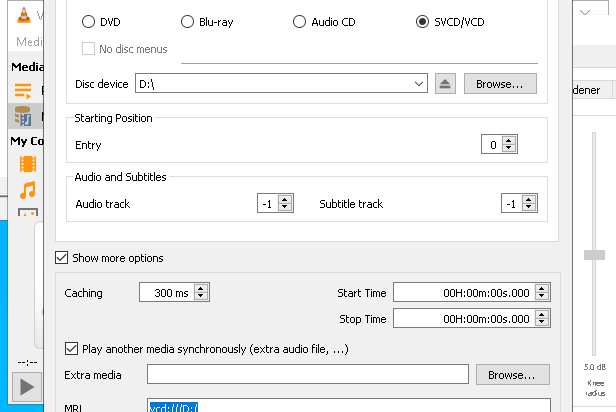 DVD Blu-ray Audio CD SVCD/VCD
No disc menus
Disc device D:\ Browse...
Starting Position
Entry 0
Audio and Subtitles
Audio track -1 Subtitle track -1
Show more options
Caching 300 ms Start Time 00H:00m:00s.000
Stop Time 00H:00m:00s.000
Play another media synchronously (extra audio file, ...)
Extra media Browse...
MRL vcd:///D:/
Media
Media
My Co
--:--
dener
5.0 dB
Knee
radius